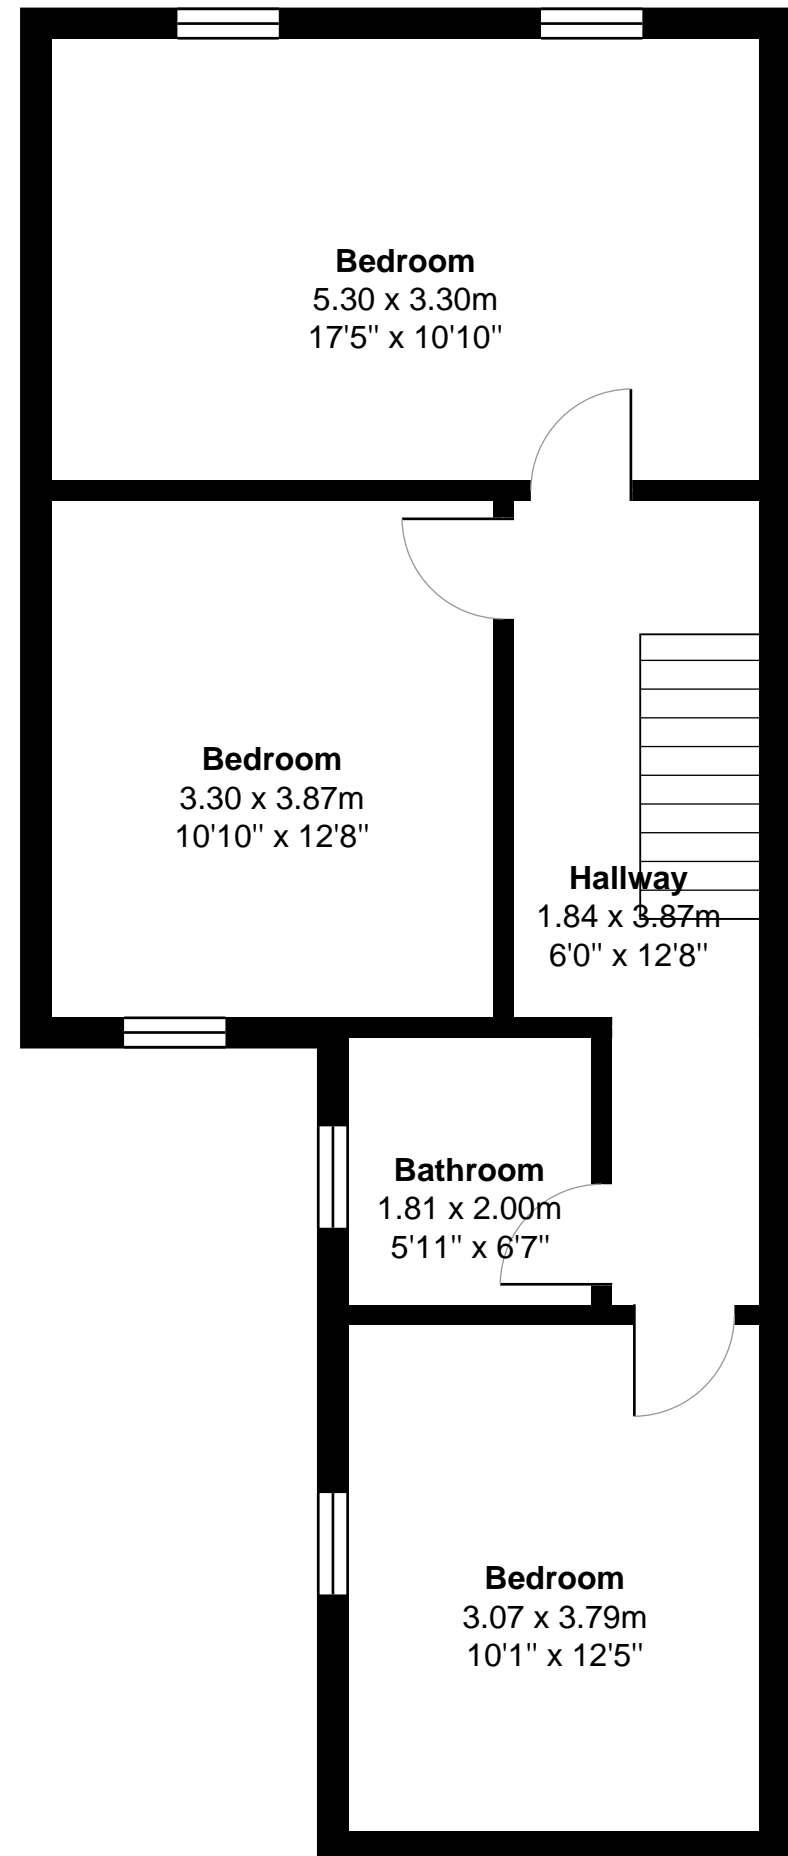 Bedroom
5.30 x 3.30m
17'5" x 10'10"
Bedroom
3.30 x 3.87m
10'10" x 12'8"
Hallway
1.84 x 3.87m
6'0" x 12'8"
Bathroom
1.81 x 2.00m
5'11" x 6'7"
Bedroom
3.07 x 3.79m
10'1" x 12'5"